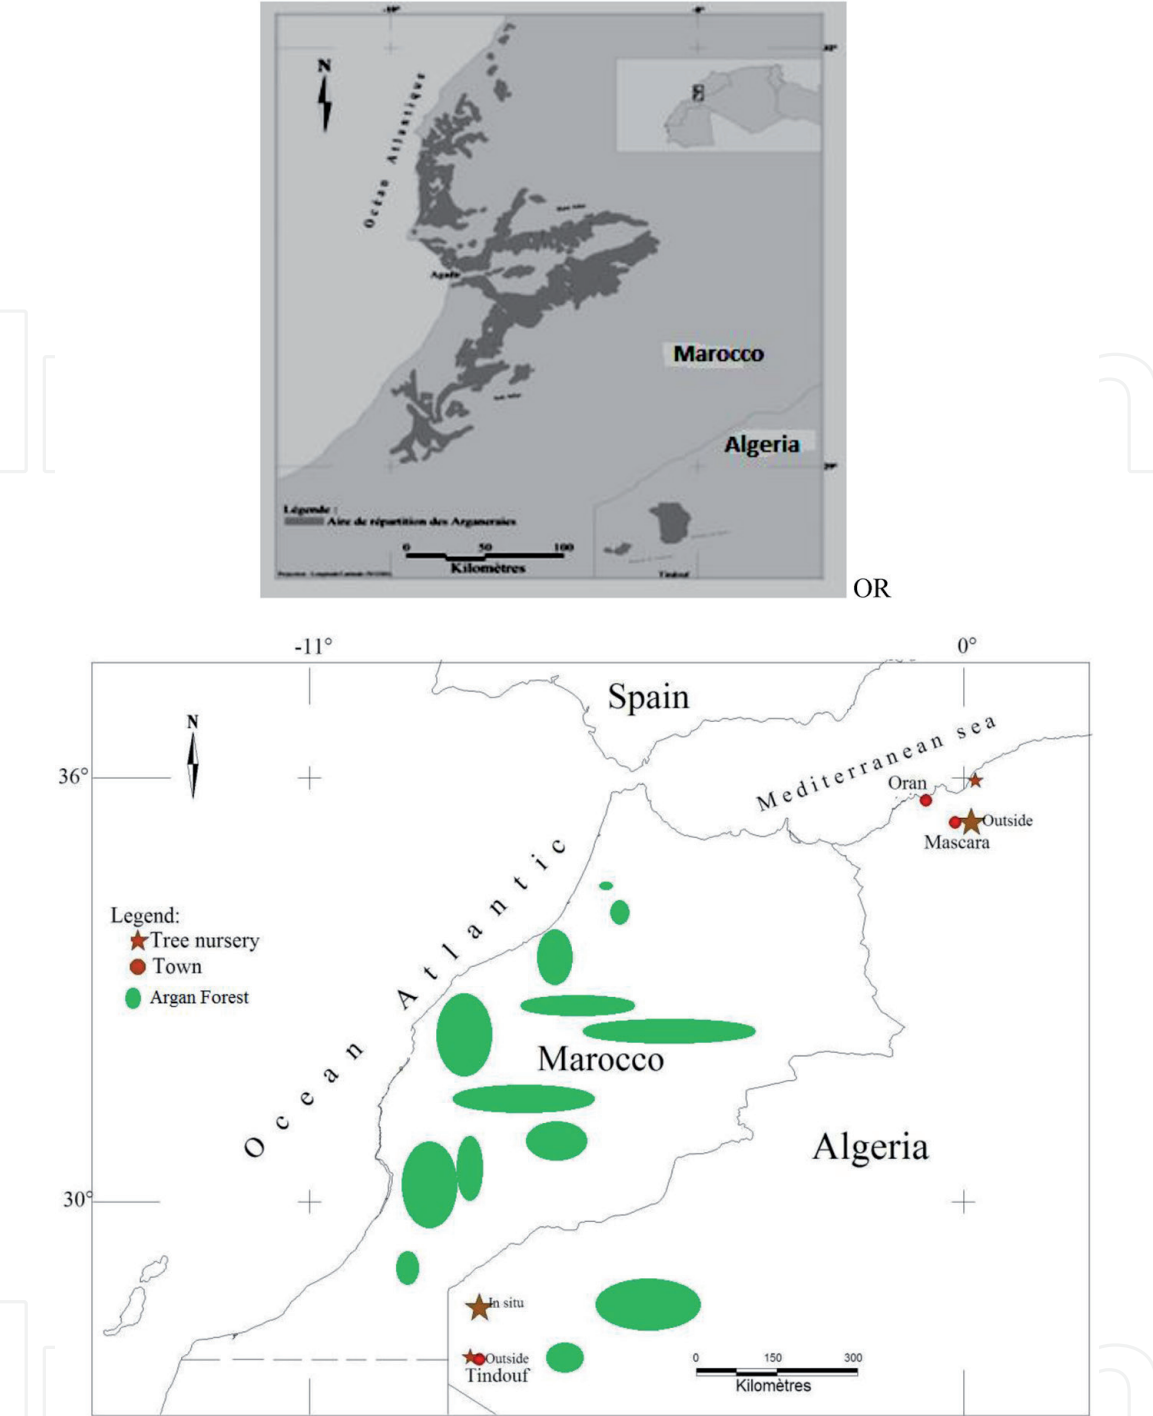 N
Océan Atlantique
Agadir
Marocco
Algeria
Légende :
Aire de répartition des Arganeraies
0 50 100
Kilomètres
Tindouf
OR
-11° 0°
Spain
N
Mediterranean sea
36°
Oran
Outside
Mascara
Ocean Atlantic
Legend:
Tree nursery
Town
Argan Forest
Marocco
Algeria
30°
In situ
Outside
Tindouf
0 150 300
Kilomètres